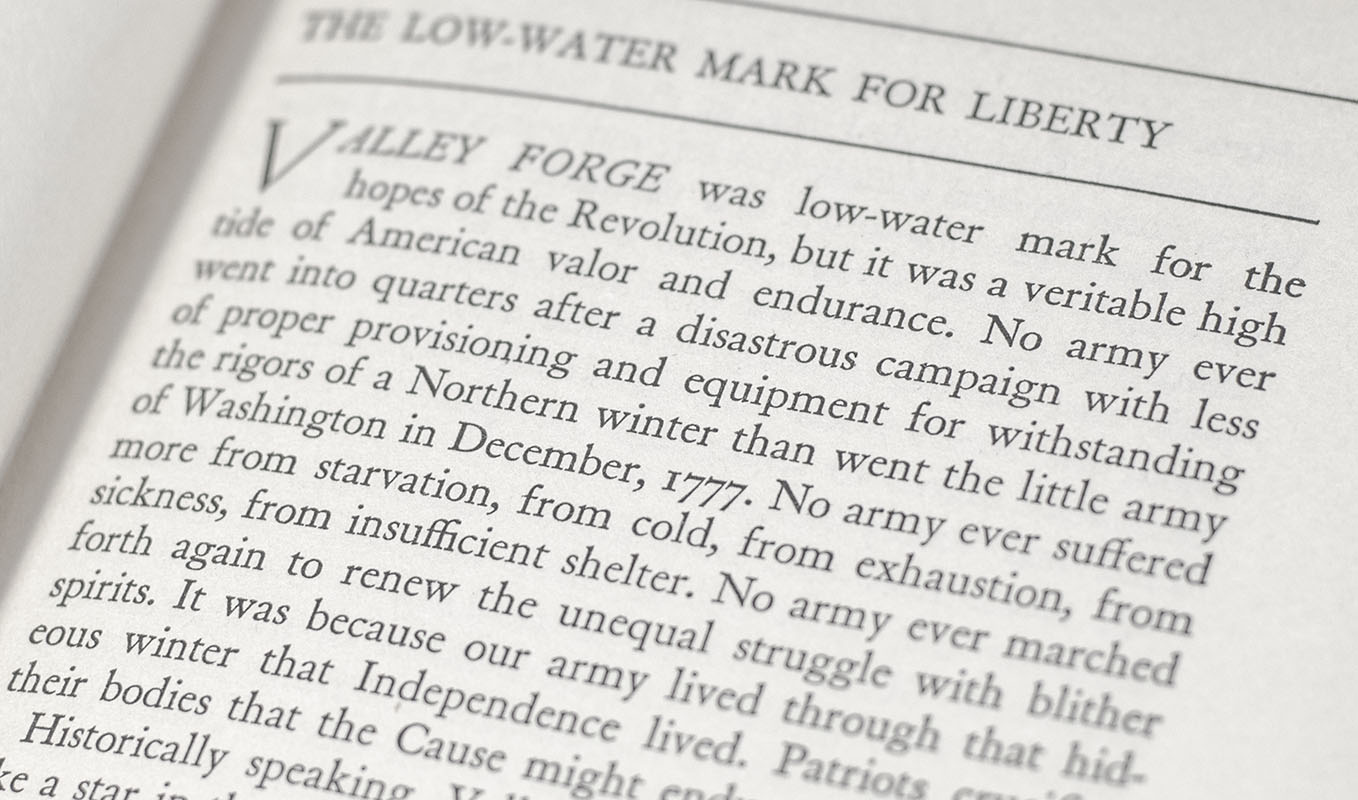 THE LOW-WATER MARK FOR LIBERTY
VALLEY FORGE was low-water mark for the
hopes of the Revolution, but it was a veritable high
tide of American valor and endurance. No army ever
went into quarters after a disastrous campaign with less
of proper provisioning and equipment for withstanding
the rigors of a Northern winter than went the little army
of Washington in December, 1777. No army ever suffered
more from starvation, from cold, from exhaustion, from
sickness, from insufficient shelter. No army ever marched
forth again to renew the unequal struggle with blither
spirits. It was because our army lived through that hid-
eous winter that Independence lived. Patriots
their bodies that the Cause might
Historically speaking,
a star in